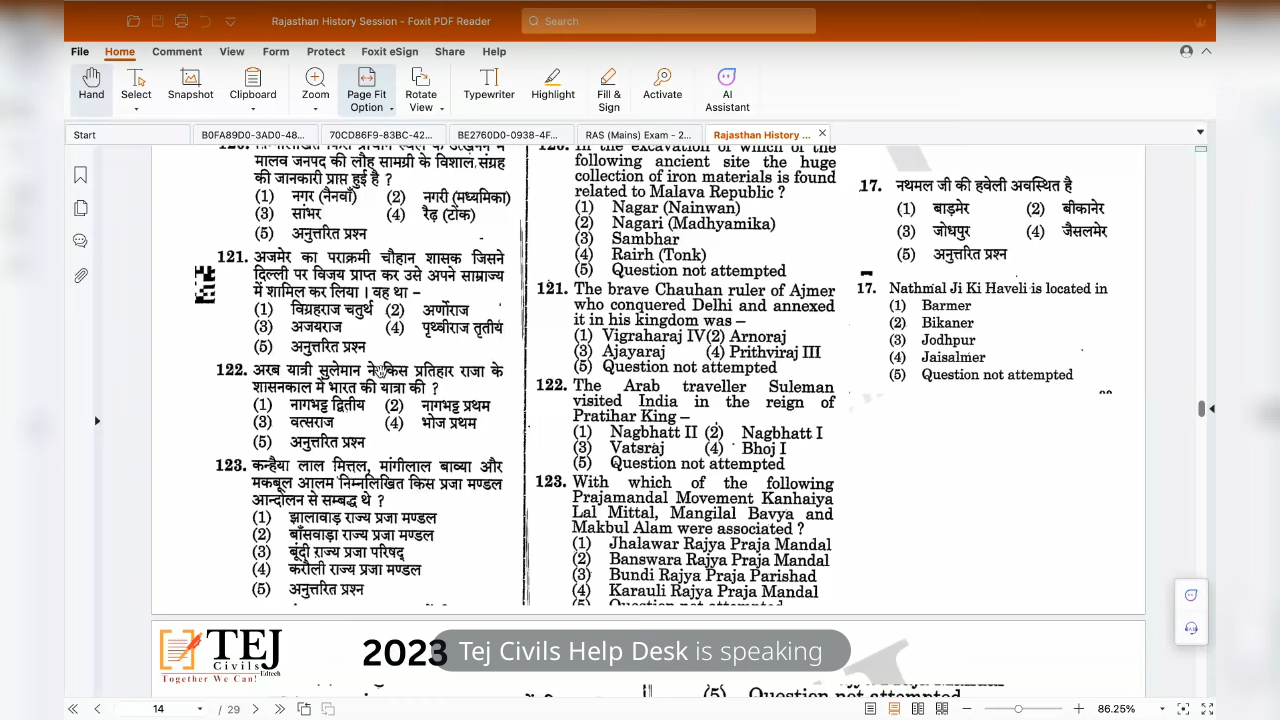 Rajasthan History Session - Foxit PDF Reader
Search
File Home Comment View Form Protect Foxit eSign Share Help
Hand Select Snapshot Clipboard Zoom Page Fit Option Rotate View Typewriter Highlight Fill & Sign Activate AI Assistant
Start B0FA89D0-3AD0-48... 70CD86F9-83BC-42... BE2760D0-0938-4F... RAS (Mains) Exam - 2... Rajasthan History ...
मालव जनपद की लौह सामग्री के विशाल संग्रह
की जानकारी प्राप्त हुई है ?
(1) नगर (नैनवाँ) (2) नगरी (मध्यमिका)
(3) सांभर (4) रैढ़ (टोंक)
(5) अनुत्तरित प्रश्न
121. अजमेर का पराक्रमी चौहान शासक जिसने
दिल्ली पर विजय प्राप्त कर उसे अपने साम्राज्य
में शामिल कर लिया । वह था –
(1) विग्रहराज चतुर्थ (2) अर्णोराज
(3) अजयराज (4) पृथ्वीराज तृतीय
(5) अनुत्तरित प्रश्न
122. अरब यात्री सुलेमान ने किस प्रतिहार राजा के
शासनकाल में भारत की यात्रा की ?
(1) नागभट्ट द्वितीय (2) नागभट्ट प्रथम
(3) वत्सराज (4) भोज प्रथम
(5) अनुत्तरित प्रश्न
123. कन्हैया लाल मित्तल, मांगीलाल बाव्या और
मकबूल आलम निम्नलिखित किस प्रजा मण्डल
आन्दोलन से सम्बद्ध थे ?
(1) झालावाड़ राज्य प्रजा मण्डल
(2) बाँसवाड़ा राज्य प्रजा मण्डल
(3) बूंदी राज्य प्रजा परिषद्
(4) करौली राज्य प्रजा मण्डल
(5) अनुत्तरित प्रश्न
120. In the excavation of which of the
following ancient site the huge
collection of iron materials is found
related to Malava Republic ?
(1) Nagar (Nainwan)
(2) Nagari (Madhyamika)
(3) Sambhar
(4) Rairh (Tonk)
(5) Question not attempted
121. The brave Chauhan ruler of Ajmer
who conquered Delhi and annexed
it in his kingdom was –
(1) Vigraharaj IV (2) Arnoraj
(3) Ajayaraj (4) Prithviraj III
(5) Question not attempted
122. The Arab traveller Suleman
visited India in the reign of
Pratihar King –
(1) Nagbhatt II (2) Nagbhatt I
(3) Vatsraj (4) Bhoj I
(5) Question not attempted
123. With which of the following
Prajamandal Movement Kanhaiya
Lal Mittal, Mangilal Bavya and
Makbul Alam were associated ?
(1) Jhalawar Rajya Praja Mandal
(2) Banswara Rajya Praja Mandal
(3) Bundi Rajya Praja Parishad
(4) Karauli Rajya Praja Mandal
(5) Question not attempted
17. नथमल जी की हवेली अवस्थित है
(1) बाड़मेर (2) बीकानेर
(3) जोधपुर (4) जैसलमेर
(5) अनुत्तरित प्रश्न
17. Nathmal Ji Ki Haveli is located in
(1) Barmer
(2) Bikaner
(3) Jodhpur
(4) Jaisalmer
(5) Question not attempted
TEJ
Civils
Edtech
Together We Can!
2023
Tej Civils Help Desk is speaking
(5) Question not attempted
14 / 29
86.25%